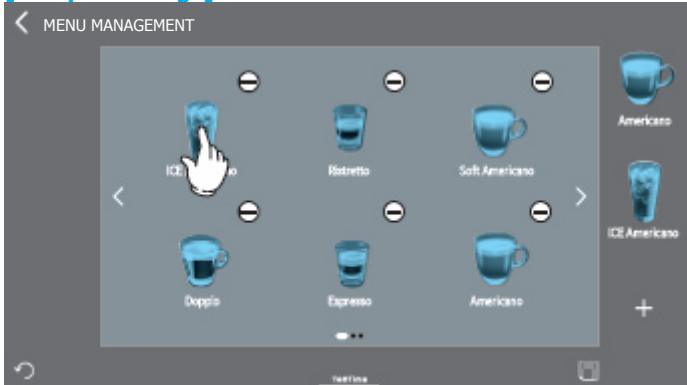 MENU MANAGEMENT
Americano
Ristretto
Soft Americano
ICE Americano
Doppio
Espresso
Americano